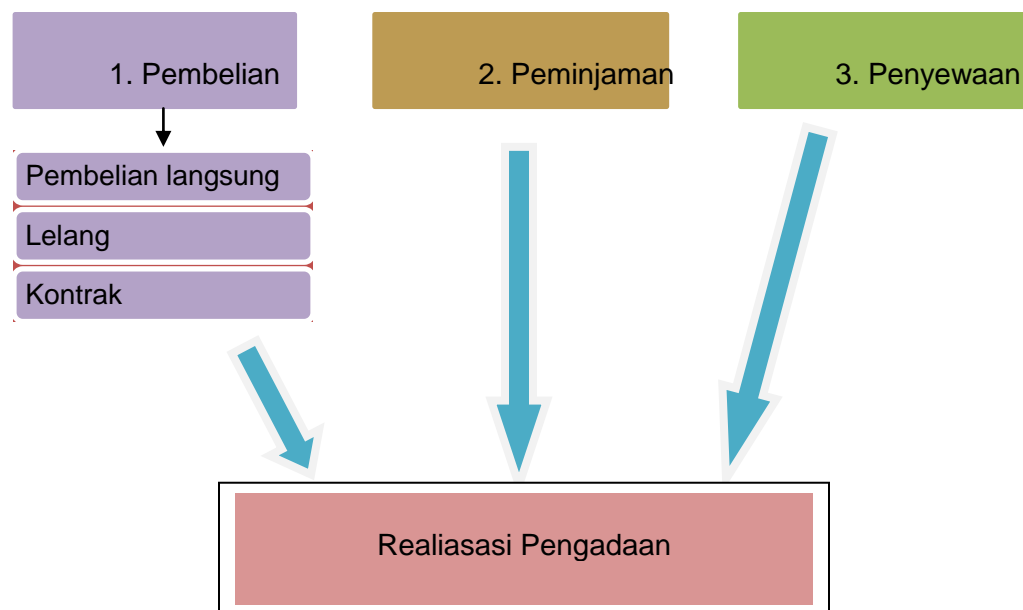 1. Pembelian
2. Peminjaman
3. Penyewaan
Pembelian langsung
Lelang
Kontrak
Realiasasi Pengadaan